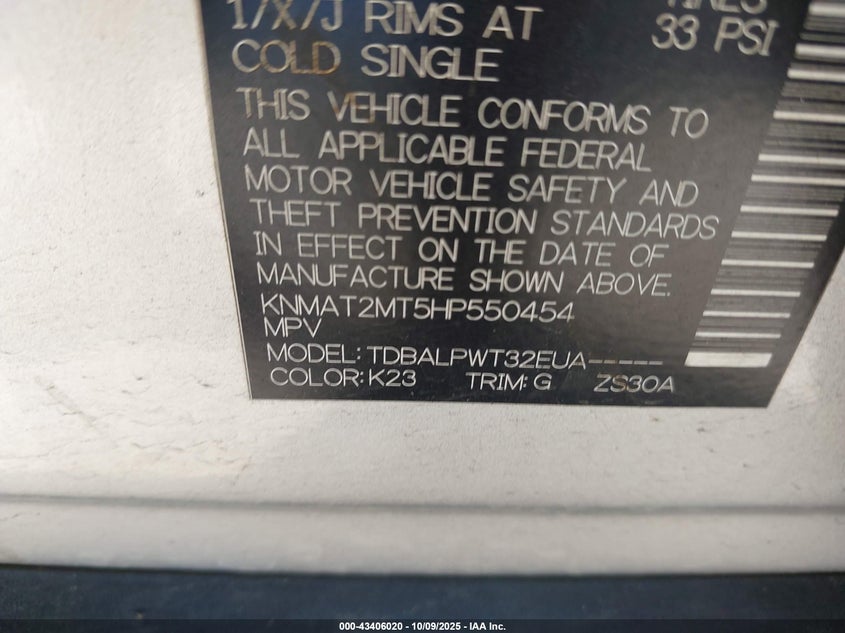 1/X/J RIMS AT TIRES
33 PSI
COLD SINGLE
THIS VEHICLE CONFORMS TO
ALL APPLICABLE FEDERAL
MOTOR VEHICLE SAFETY AND
THEFT PREVENTION STANDARDS
IN EFFECT ON THE DATE OF
MANUFACTURE SHOWN ABOVE.
KNMAT2MT5HP550454
MPV
MODEL: TDBALPWT32EUA-----
COLOR: K23 TRIM: G ZS30A
000-43406020 - 10/09/2025 - IAA Inc.